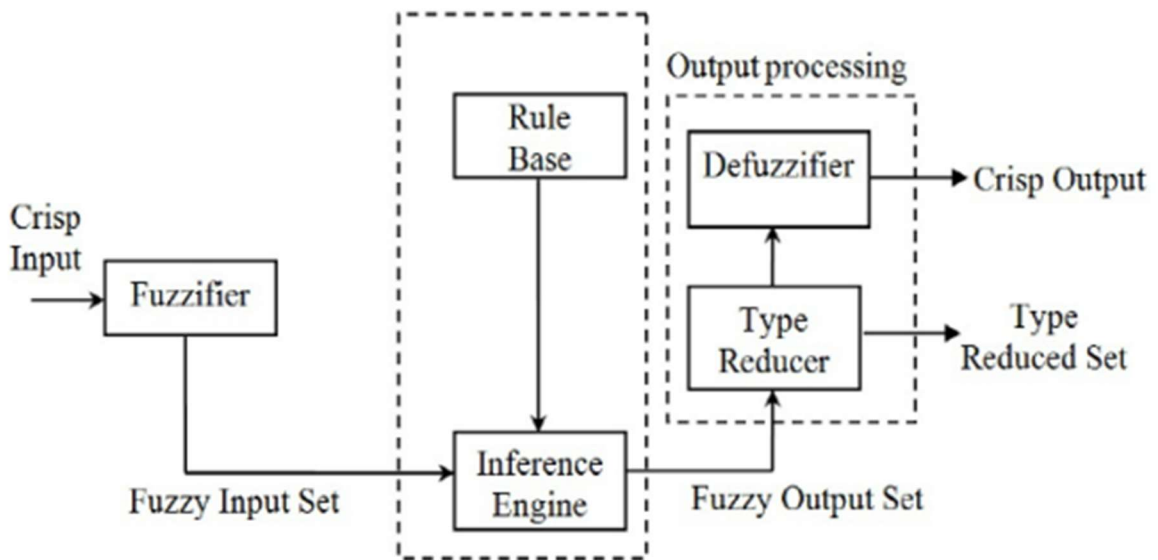 Output processing
Rule
Base
Defuzzifier
Crisp Output
Crisp
Input
Fuzzifier
Type
Reducer
Type
Reduced Set
Inference
Engine
Fuzzy Input Set
Fuzzy Output Set